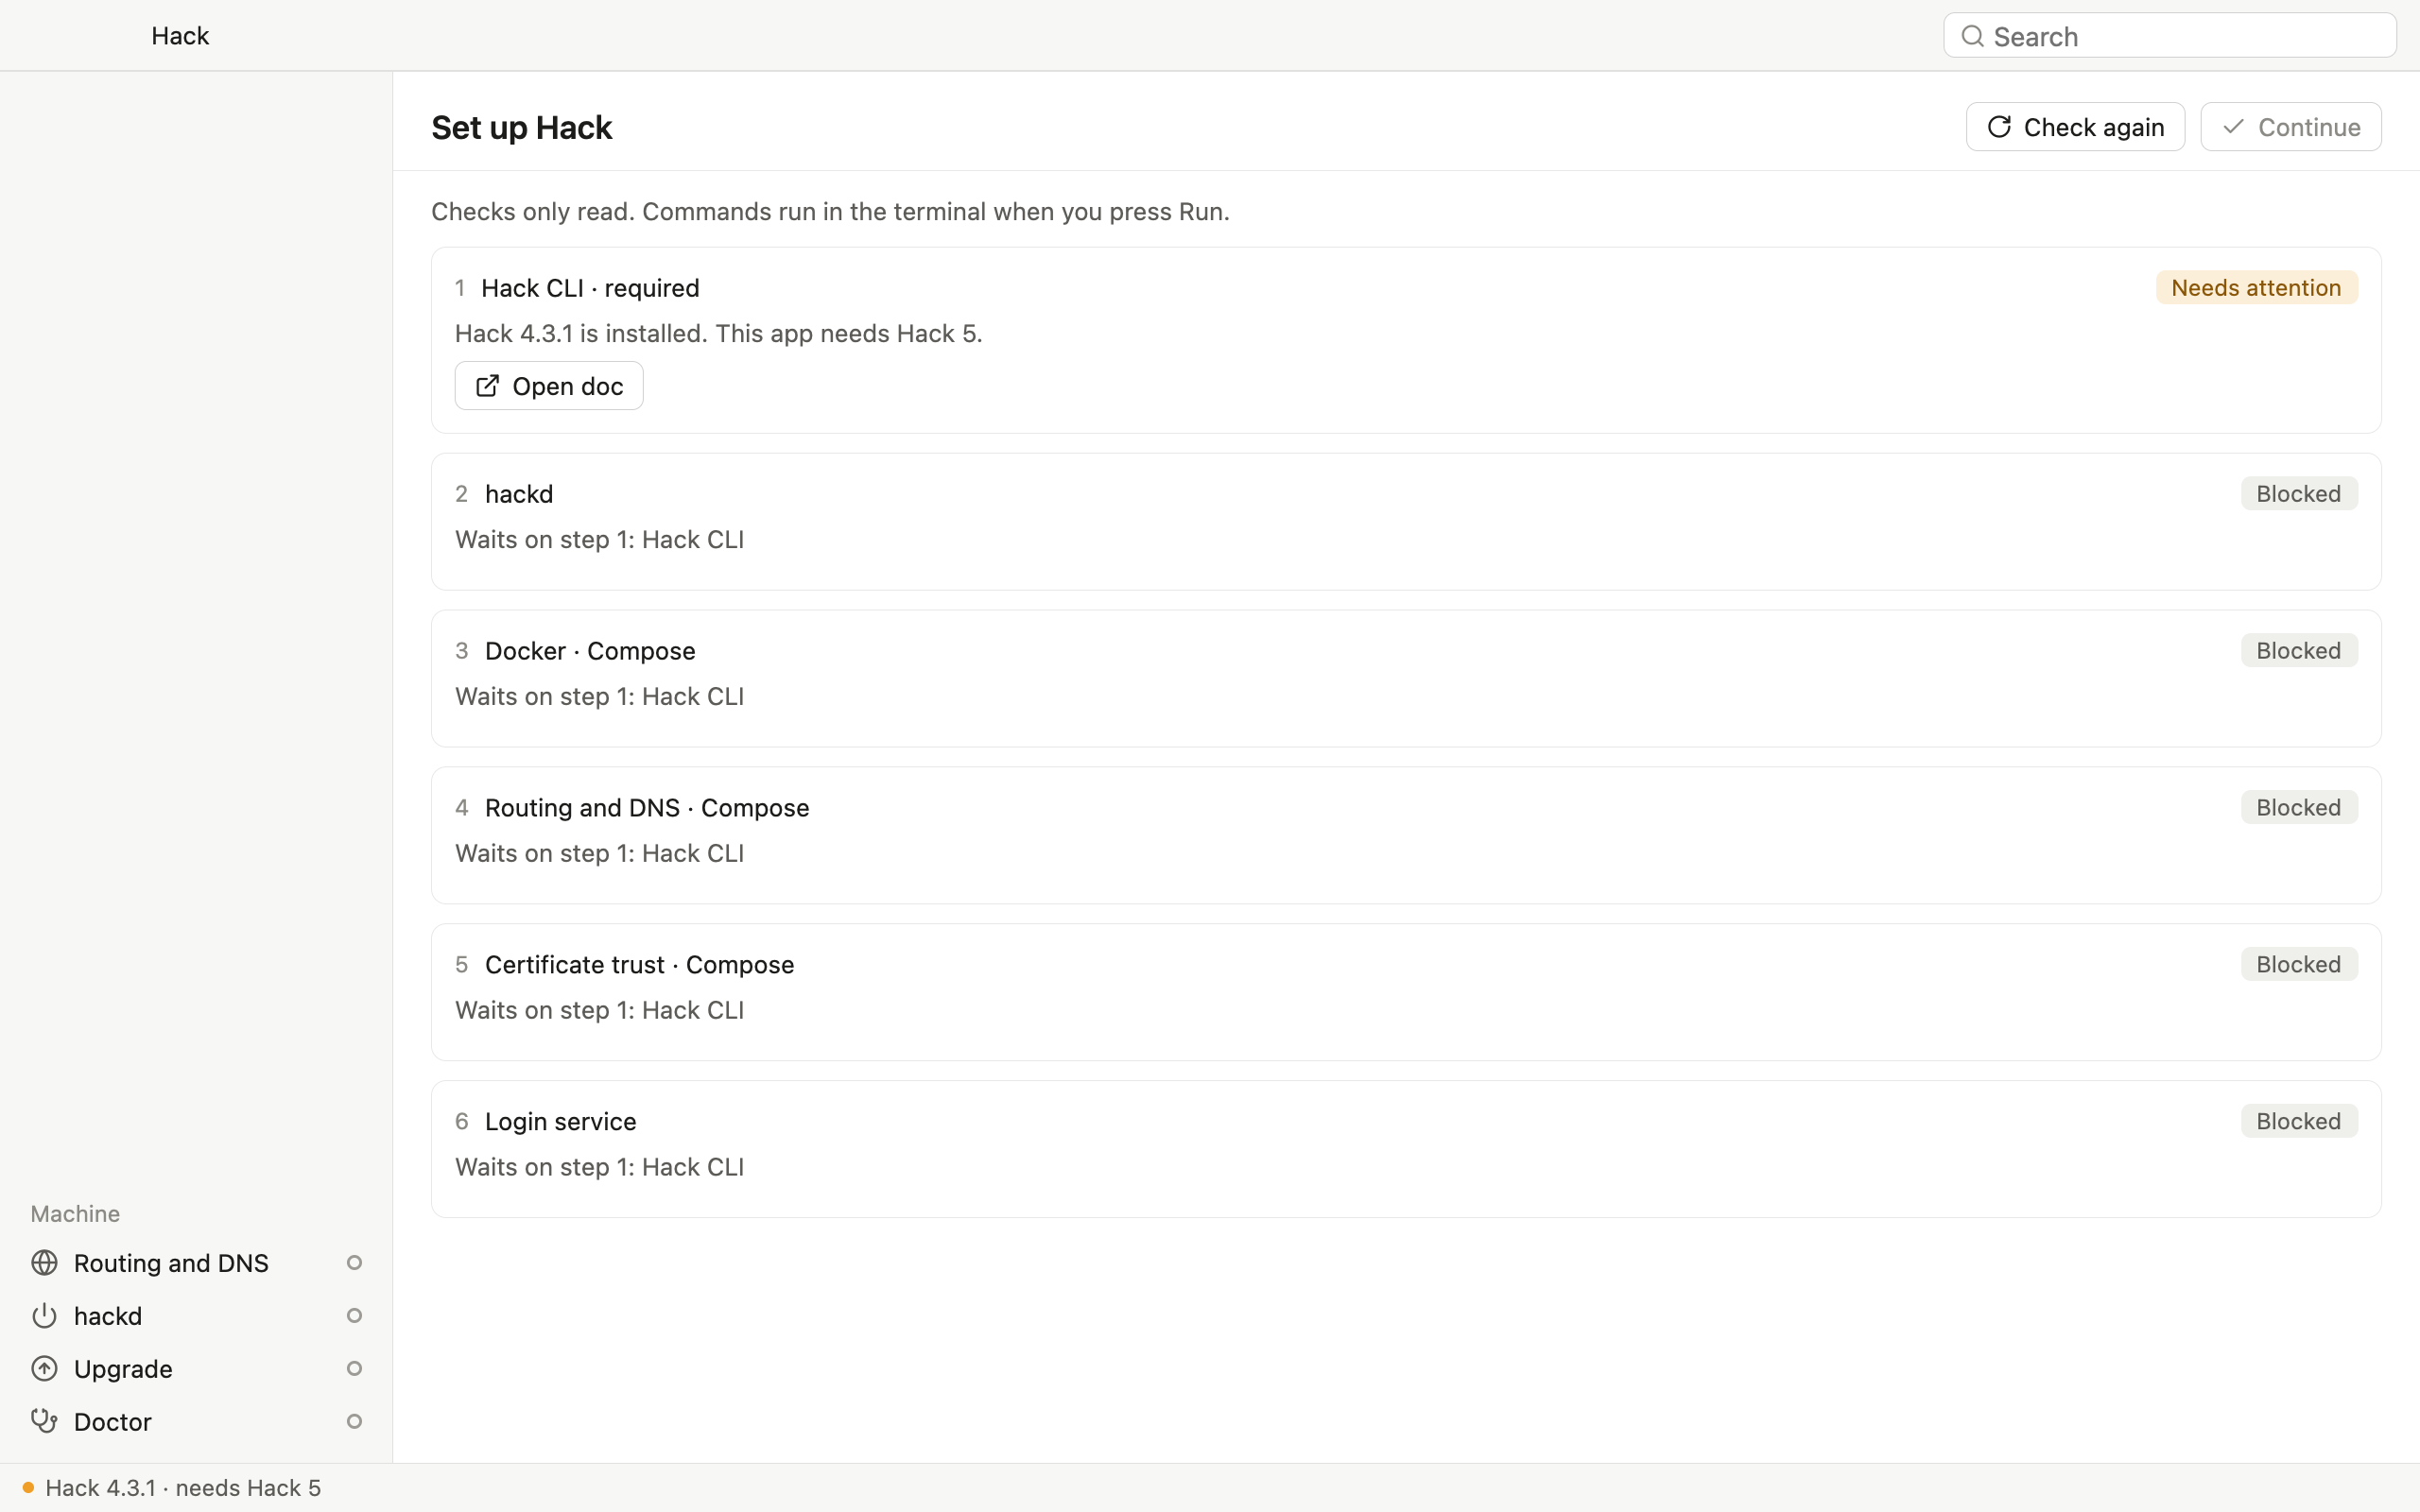 Hack
Search
Set up Hack
Check again
Continue
Checks only read. Commands run in the terminal when you press Run.
1 Hack CLI · required
Needs attention
Hack 4.3.1 is installed. This app needs Hack 5.
Open doc
2 hackd
Blocked
Waits on step 1: Hack CLI
3 Docker · Compose
Blocked
Waits on step 1: Hack CLI
4 Routing and DNS · Compose
Blocked
Waits on step 1: Hack CLI
5 Certificate trust · Compose
Blocked
Waits on step 1: Hack CLI
6 Login service
Blocked
Waits on step 1: Hack CLI
Machine
Routing and DNS
hackd
Upgrade
Doctor
Hack 4.3.1 · needs Hack 5